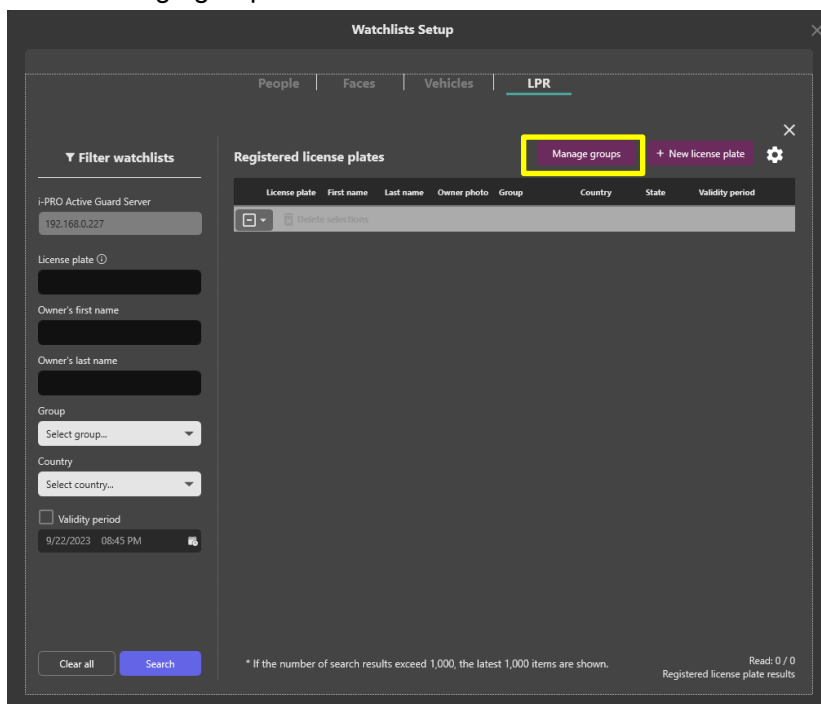 Watchlists Setup
People Faces Vehicles LPR
Filter watchlists
i-PRO Active Guard Server
192.168.0.227
License plate
Owner's first name
Owner's last name
Group
Select group...
Country
Select country...
Validity period
9/22/2023 08:45 PM
Clear all Search
Registered license plates
Manage groups
+ New license plate
License plate First name Last name Owner photo Group Country State Validity period
Delete selections
* If the number of search results exceed 1,000, the latest 1,000 items are shown.
Read: 0 / 0
Registered license plate results